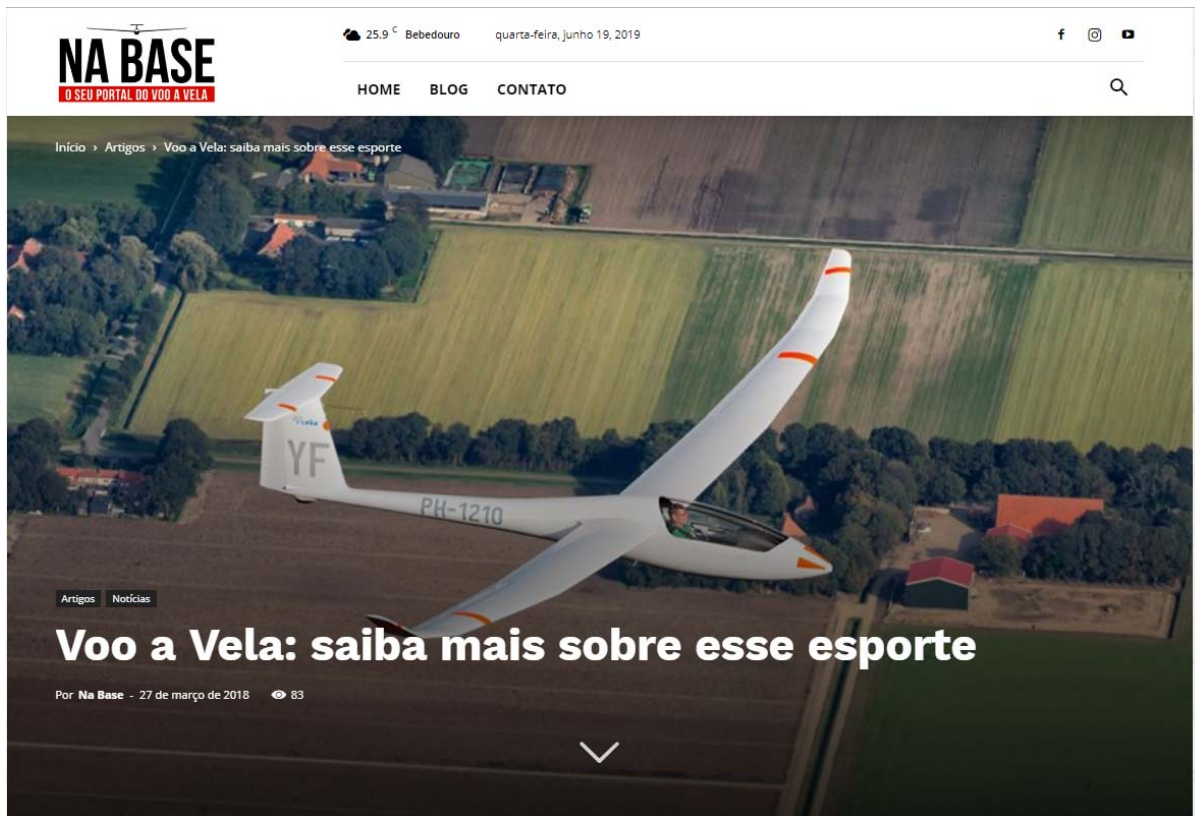 NA BASE
O SEU PORTAL DO VOO A VELA
25.9 C Bebedouro quarta-feira, junho 19, 2019
HOME BLOG CONTATO
Início › Artigos › Voo a Vela: saiba mais sobre esse esporte
YF
PH-1210
Artigos Notícias
Voo a Vela: saiba mais sobre esse esporte
Por Na Base - 27 de março de 2018 83